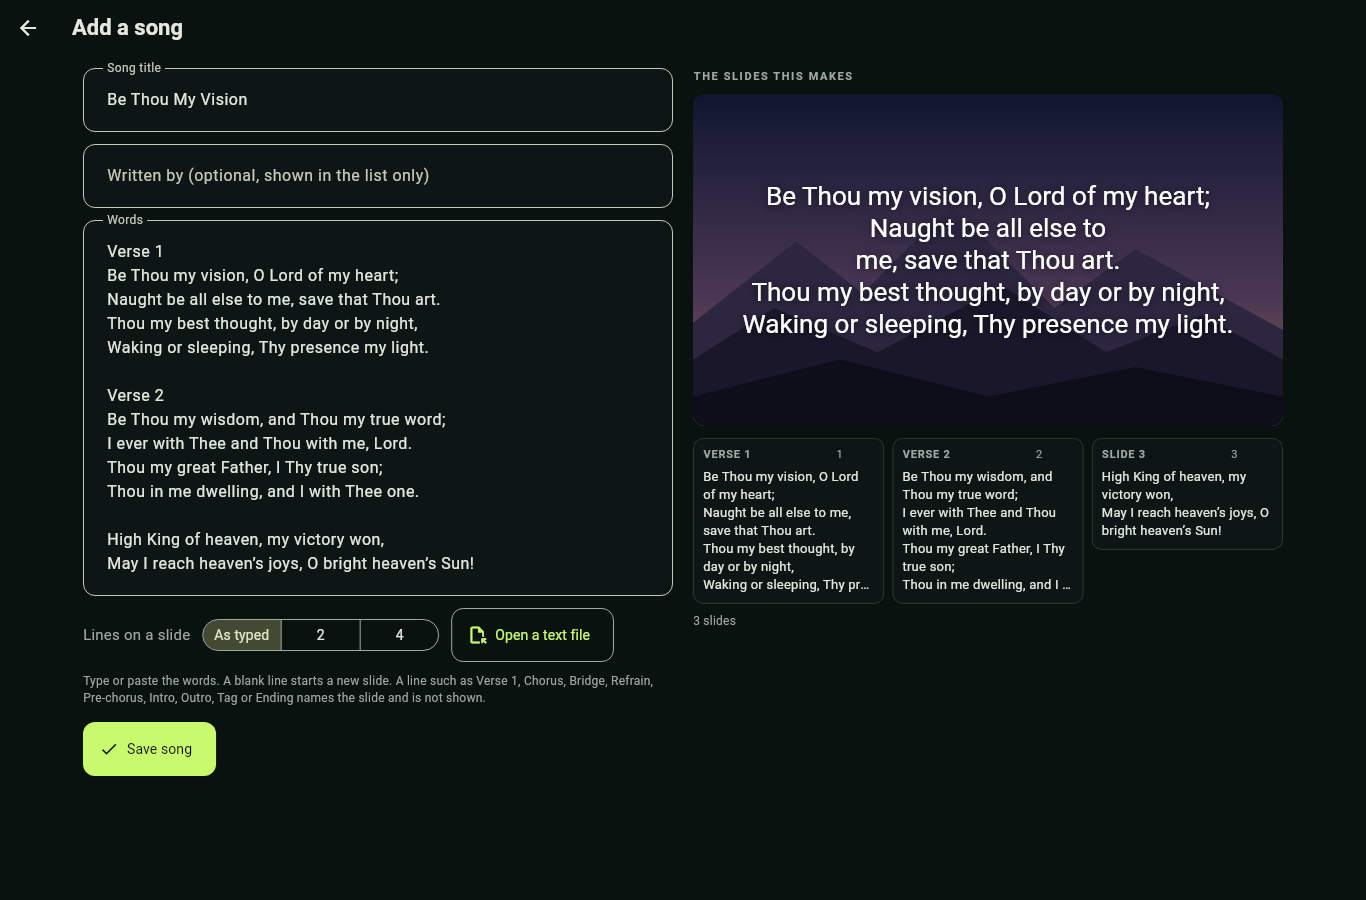 Add a song
Song title
Be Thou My Vision
Written by (optional, shown in the list only)
Words
Verse 1
Be Thou my vision, O Lord of my heart;
Naught be all else to me, save that Thou art.
Thou my best thought, by day or by night,
Waking or sleeping, Thy presence my light.
Verse 2
Be Thou my wisdom, and Thou my true word;
I ever with Thee and Thou with me, Lord.
Thou my great Father, I Thy true son;
Thou in me dwelling, and I with Thee one.
High King of heaven, my victory won,
May I reach heaven’s joys, O bright heaven’s Sun!
Lines on a slide
As typed
2
4
Open a text file
Type or paste the words. A blank line starts a new slide. A line such as Verse 1, Chorus, Bridge, Refrain,
Pre-chorus, Intro, Outro, Tag or Ending names the slide and is not shown.
Save song
THE SLIDES THIS MAKES
Be Thou my vision, O Lord of my heart;
Naught be all else to
me, save that Thou art.
Thou my best thought, by day or by night,
Waking or sleeping, Thy presence my light.
VERSE 1 1
Be Thou my vision, O Lord
of my heart;
Naught be all else to me,
save that Thou art.
Thou my best thought, by
day or by night,
Waking or sleeping, Thy pr…
VERSE 2 2
Be Thou my wisdom, and
Thou my true word;
I ever with Thee and Thou
with me, Lord.
Thou my great Father, I Thy
true son;
Thou in me dwelling, and I …
SLIDE 3 3
High King of heaven, my
victory won,
May I reach heaven’s joys, O
bright heaven’s Sun!
3 slides